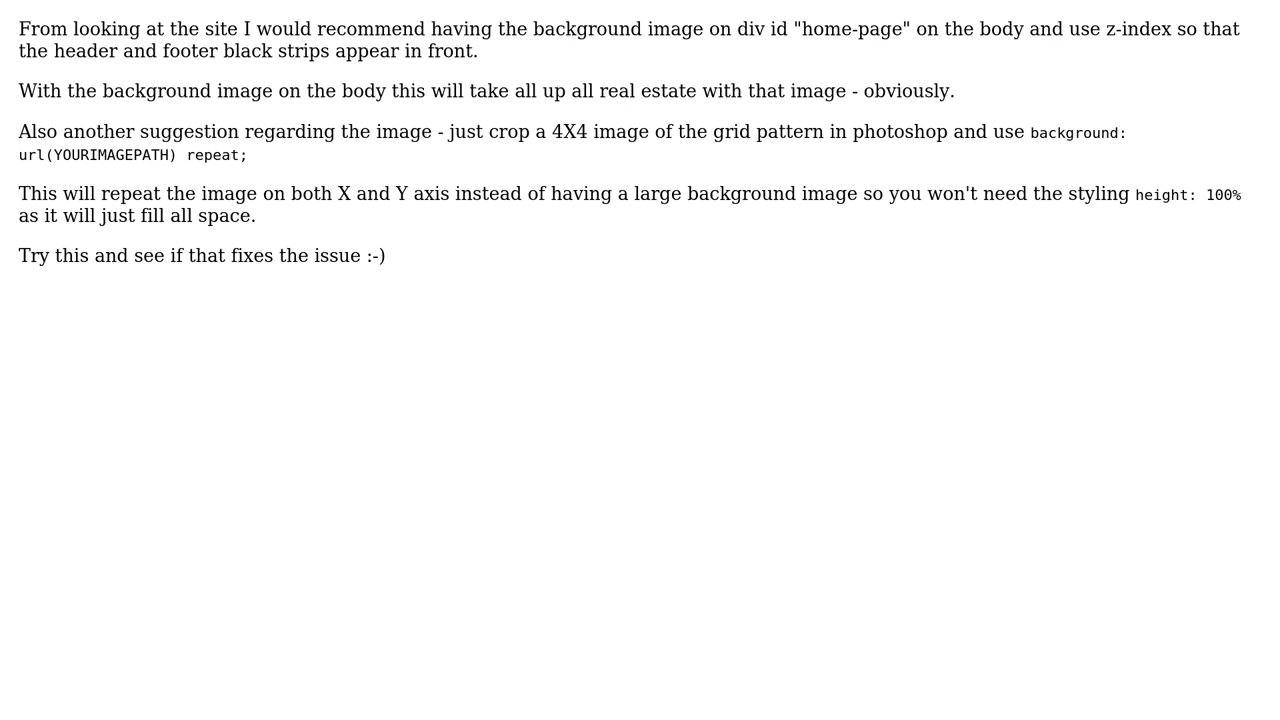 From looking at the site I would recommend having the background image on div id "home-page" on the body and use z-index so that
the header and footer black strips appear in front.
With the background image on the body this will take all up all real estate with that image - obviously.
Also another suggestion regarding the image - just crop a 4X4 image of the grid pattern in photoshop and use background:
url(YOURIMAGEPATH) repeat;
This will repeat the image on both X and Y axis instead of having a large background image so you won't need the styling height: 100%
as it will just fill all space.
Try this and see if that fixes the issue :-)